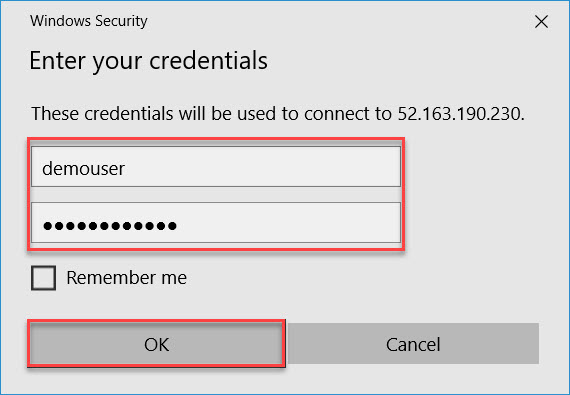 Windows Security
Enter your credentials
These credentials will be used to connect to 52.163.190.230.
demouser
●●●●●●●●●●●●
Remember me
OK
Cancel